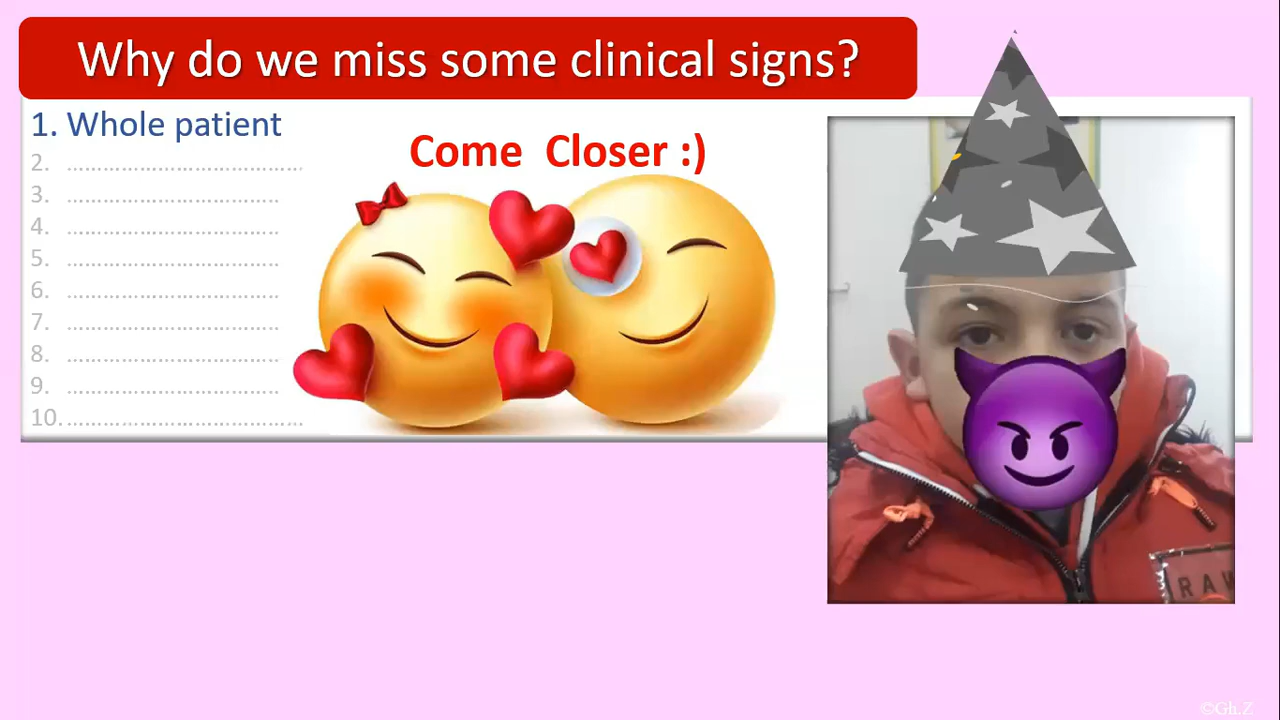 Why do we miss some clinical signs?
1. Whole patient
2. ........................................
3. ....................................
4. ....................................
5. ....................................
6. ....................................
7. ....................................
8. ....................................
9. ....................................
10. ........................................
Come Closer :)
RAW
©Gh.Z